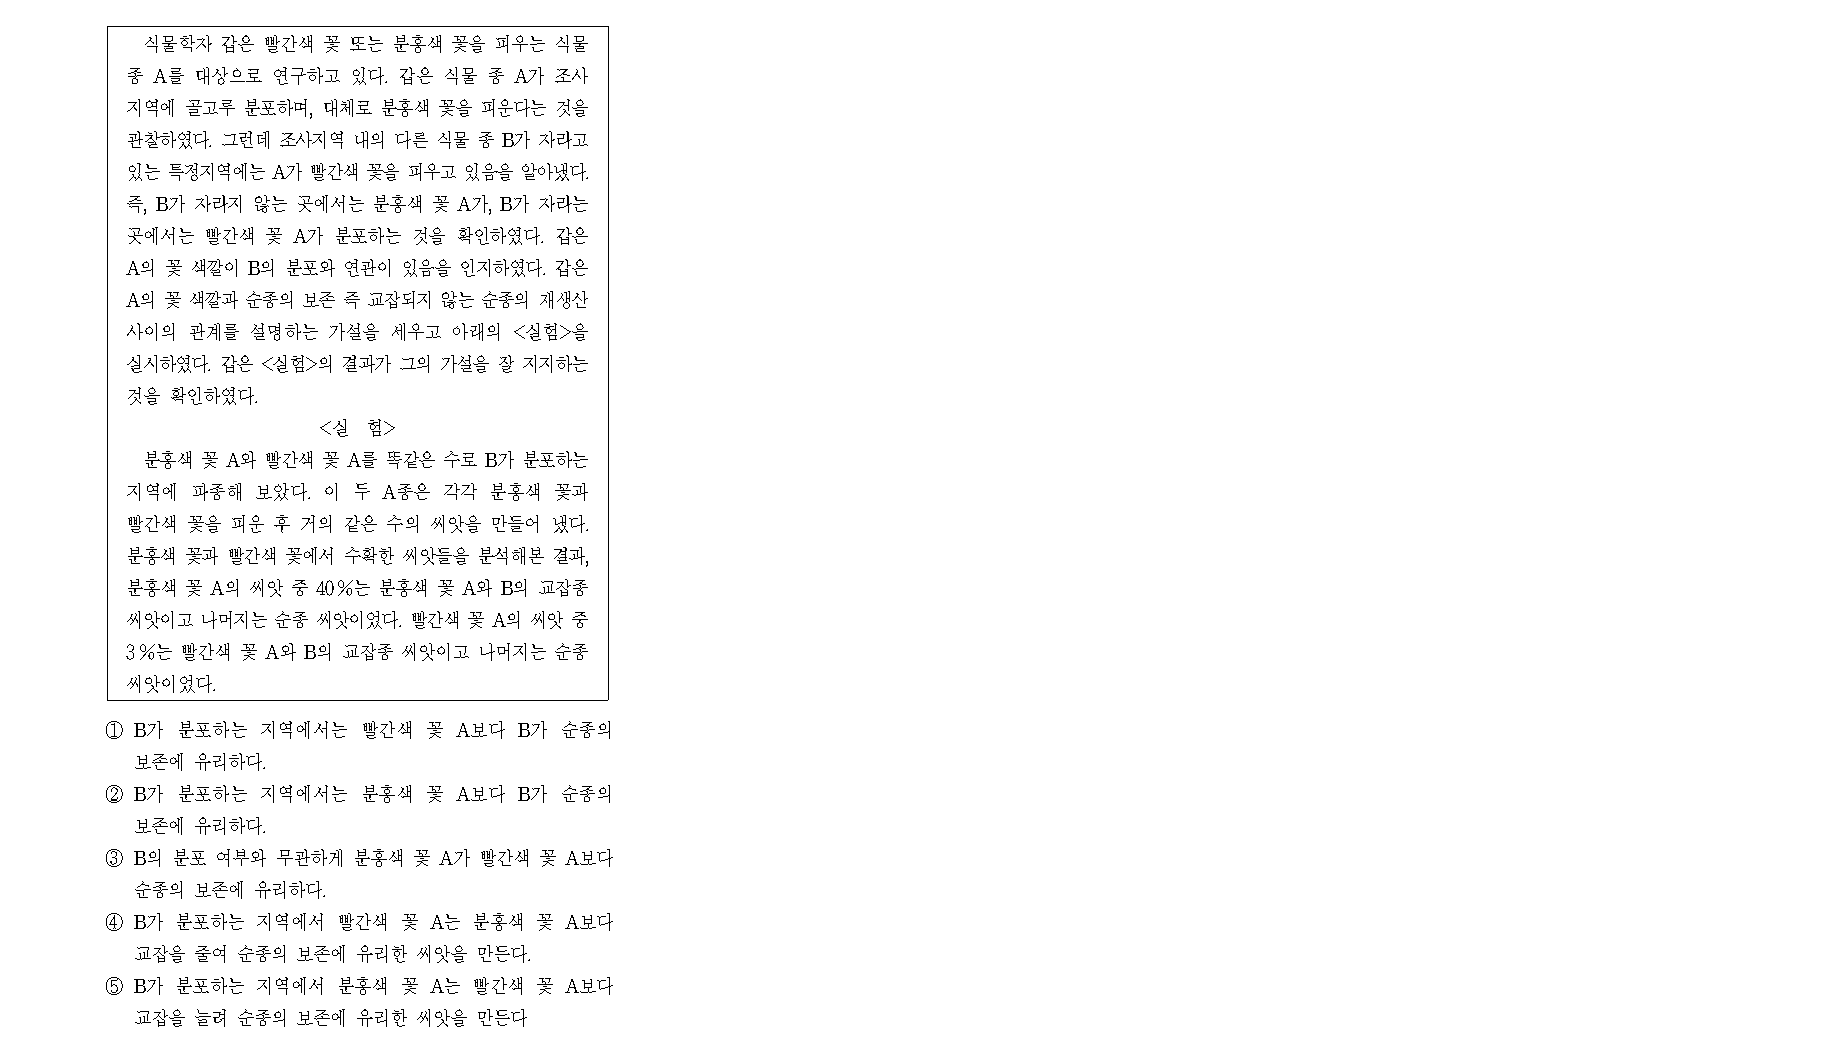 식물학자 갑은 빨간색 꽃 또는 분홍색 꽃을 피우는 식물
종 A를 대상으로 연구하고 있다. 갑은 식물 종 A가 조사
지역에 골고루 분포하며, 대체로 분홍색 꽃을 피운다는 것을
관찰하였다. 그런데 조사지역 내의 다른 식물 종 B가 자라고
있는 특정지역에는 A가 빨간색 꽃을 피우고 있음을 알아냈다.
즉, B가 자라지 않는 곳에서는 분홍색 꽃 A가, B가 자라는
곳에서는 빨간색 꽃 A가 분포하는 것을 확인하였다. 갑은
A의 꽃 색깔이 B의 분포와 연관이 있음을 인지하였다. 갑은
A의 꽃 색깔과 순종의 보존 즉 교잡되지 않는 순종의 재생산
사이의 관계를 설명하는 가설을 세우고 아래의 <실험>을
실시하였다. 갑은 <실험>의 결과가 그의 가설을 잘 지지하는
것을 확인하였다.
<실 험>
분홍색 꽃 A와 빨간색 꽃 A를 똑같은 수로 B가 분포하는
지역에 파종해 보았다. 이 두 A종은 각각 분홍색 꽃과
빨간색 꽃을 피운 후 거의 같은 수의 씨앗을 만들어 냈다.
분홍색 꽃과 빨간색 꽃에서 수확한 씨앗들을 분석해본 결과,
분홍색 꽃 A의 씨앗 중 40%는 분홍색 꽃 A와 B의 교잡종
씨앗이고 나머지는 순종 씨앗이었다. 빨간색 꽃 A의 씨앗 중
3%는 빨간색 꽃 A와 B의 교잡종 씨앗이고 나머지는 순종
씨앗이었다.
① B가 분포하는 지역에서는 빨간색 꽃 A보다 B가 순종의
보존에 유리하다.
② B가 분포하는 지역에서는 분홍색 꽃 A보다 B가 순종의
보존에 유리하다.
③ B의 분포 여부와 무관하게 분홍색 꽃 A가 빨간색 꽃 A보다
순종의 보존에 유리하다.
④ B가 분포하는 지역에서 빨간색 꽃 A는 분홍색 꽃 A보다
교잡을 줄여 순종의 보존에 유리한 씨앗을 만든다.
⑤ B가 분포하는 지역에서 분홍색 꽃 A는 빨간색 꽃 A보다
교잡을 늘려 순종의 보존에 유리한 씨앗을 만든다